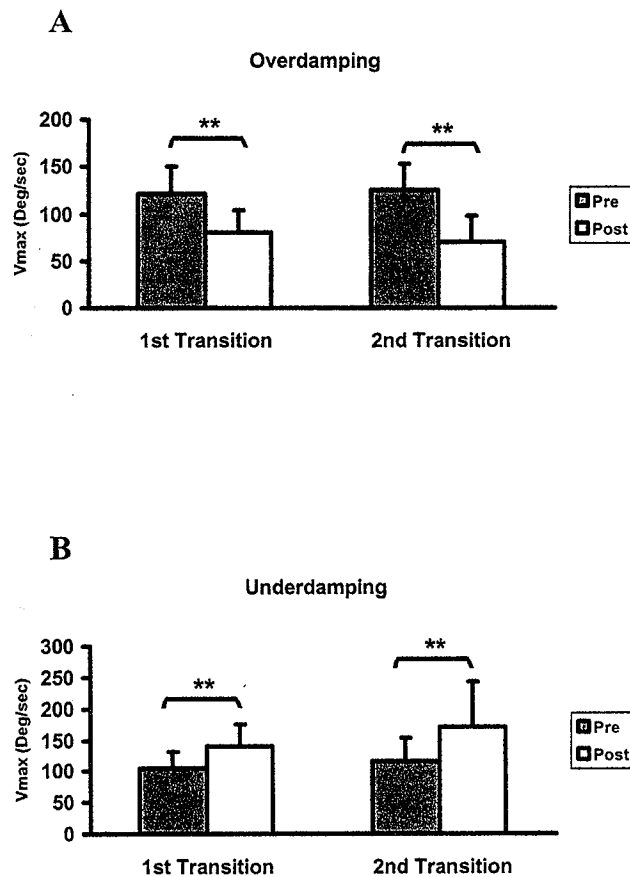 A
Overdamping
Vmax (Deg/sec)
200
150
100
50
0
**
**
Pre
Post
1st Transition
2nd Transition
B
Underdamping
Vmax (Deg/sec)
300
250
200
150
100
50
0
**
**
Pre
Post
1st Transition
2nd Transition